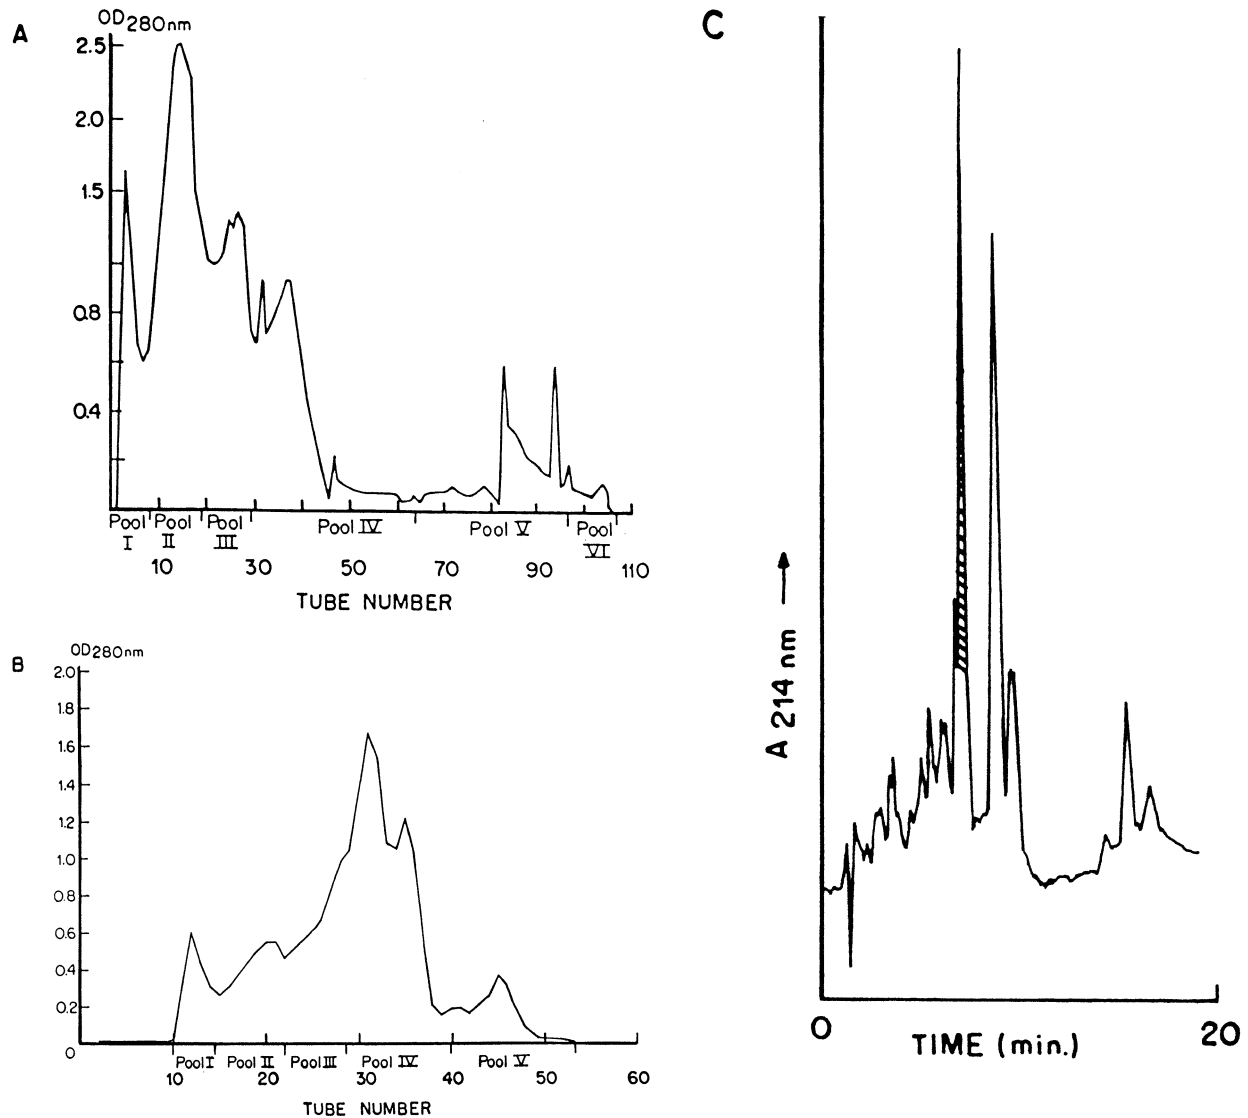 A
OD280nm
2.5
2.0
1.5
0.8
0.4
Pool I
Pool II
Pool III
Pool IV
Pool V
Pool VI
10 30 50 70 90 110
TUBE NUMBER
B
OD280nm
2.0
1.8
1.6
1.4
1.2
1.0
0.8
0.6
0.4
0.2
0
Pool I Pool II Pool III Pool IV Pool V
10 20 30 40 50 60
TUBE NUMBER
C
A 214 nm
0 20
TIME (min.)